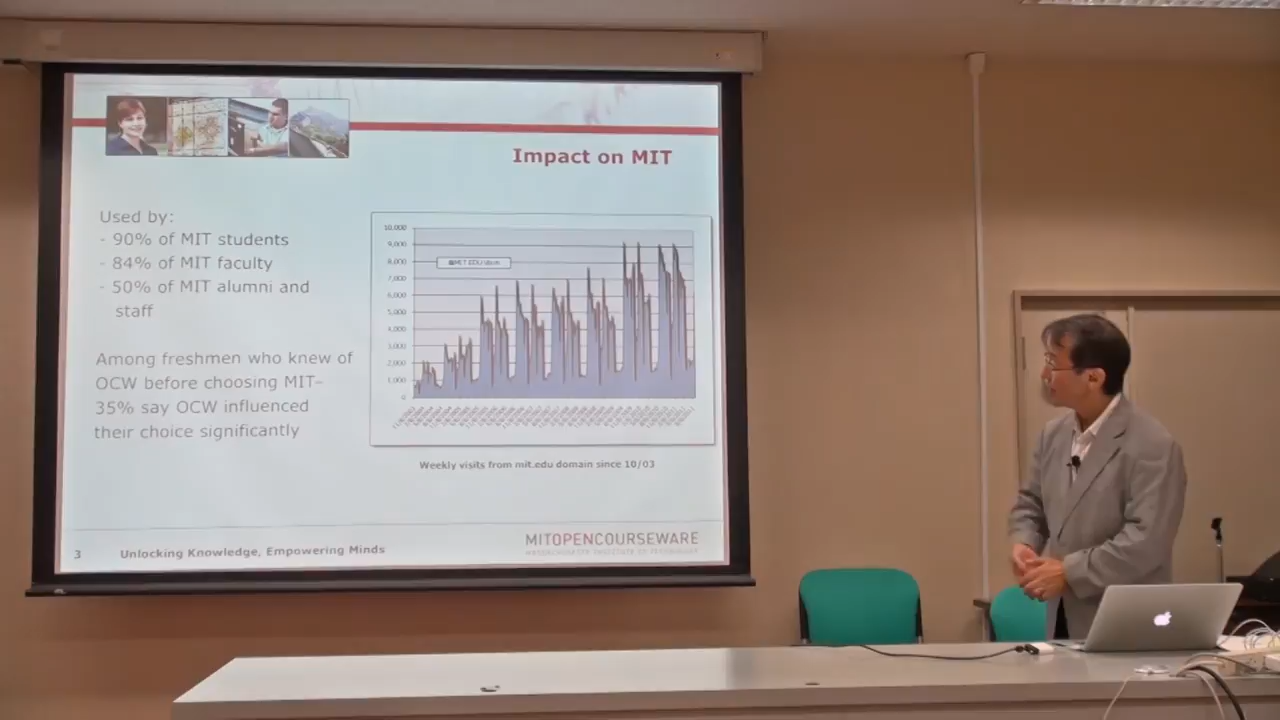 Impact on MIT
Used by:
- 90% of MIT students
- 84% of MIT faculty
- 50% of MIT alumni and
staff
Among freshmen who knew of
OCW before choosing MIT–
35% say OCW influenced
their choice significantly
10,000
9,000
8,000
7,000
6,000
5,000
4,000
3,000
2,000
1,000
0
Weekly visits from mit.edu domain since 10/03
3
Unlocking Knowledge, Empowering Minds
MITOPENCOURSEWARE
MASSACHUSETTS INSTITUTE OF TECHNOLOGY